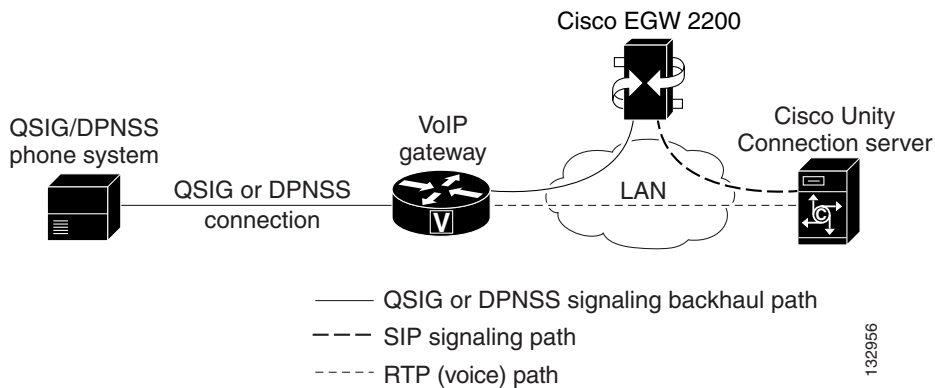 Cisco EGW 2200
QSIG/DPNSS
phone system
VoIP
gateway
Cisco Unity
Connection server
QSIG or DPNSS
connection
LAN
V
©
QSIG or DPNSS signaling backhaul path
SIP signaling path
RTP (voice) path
132956